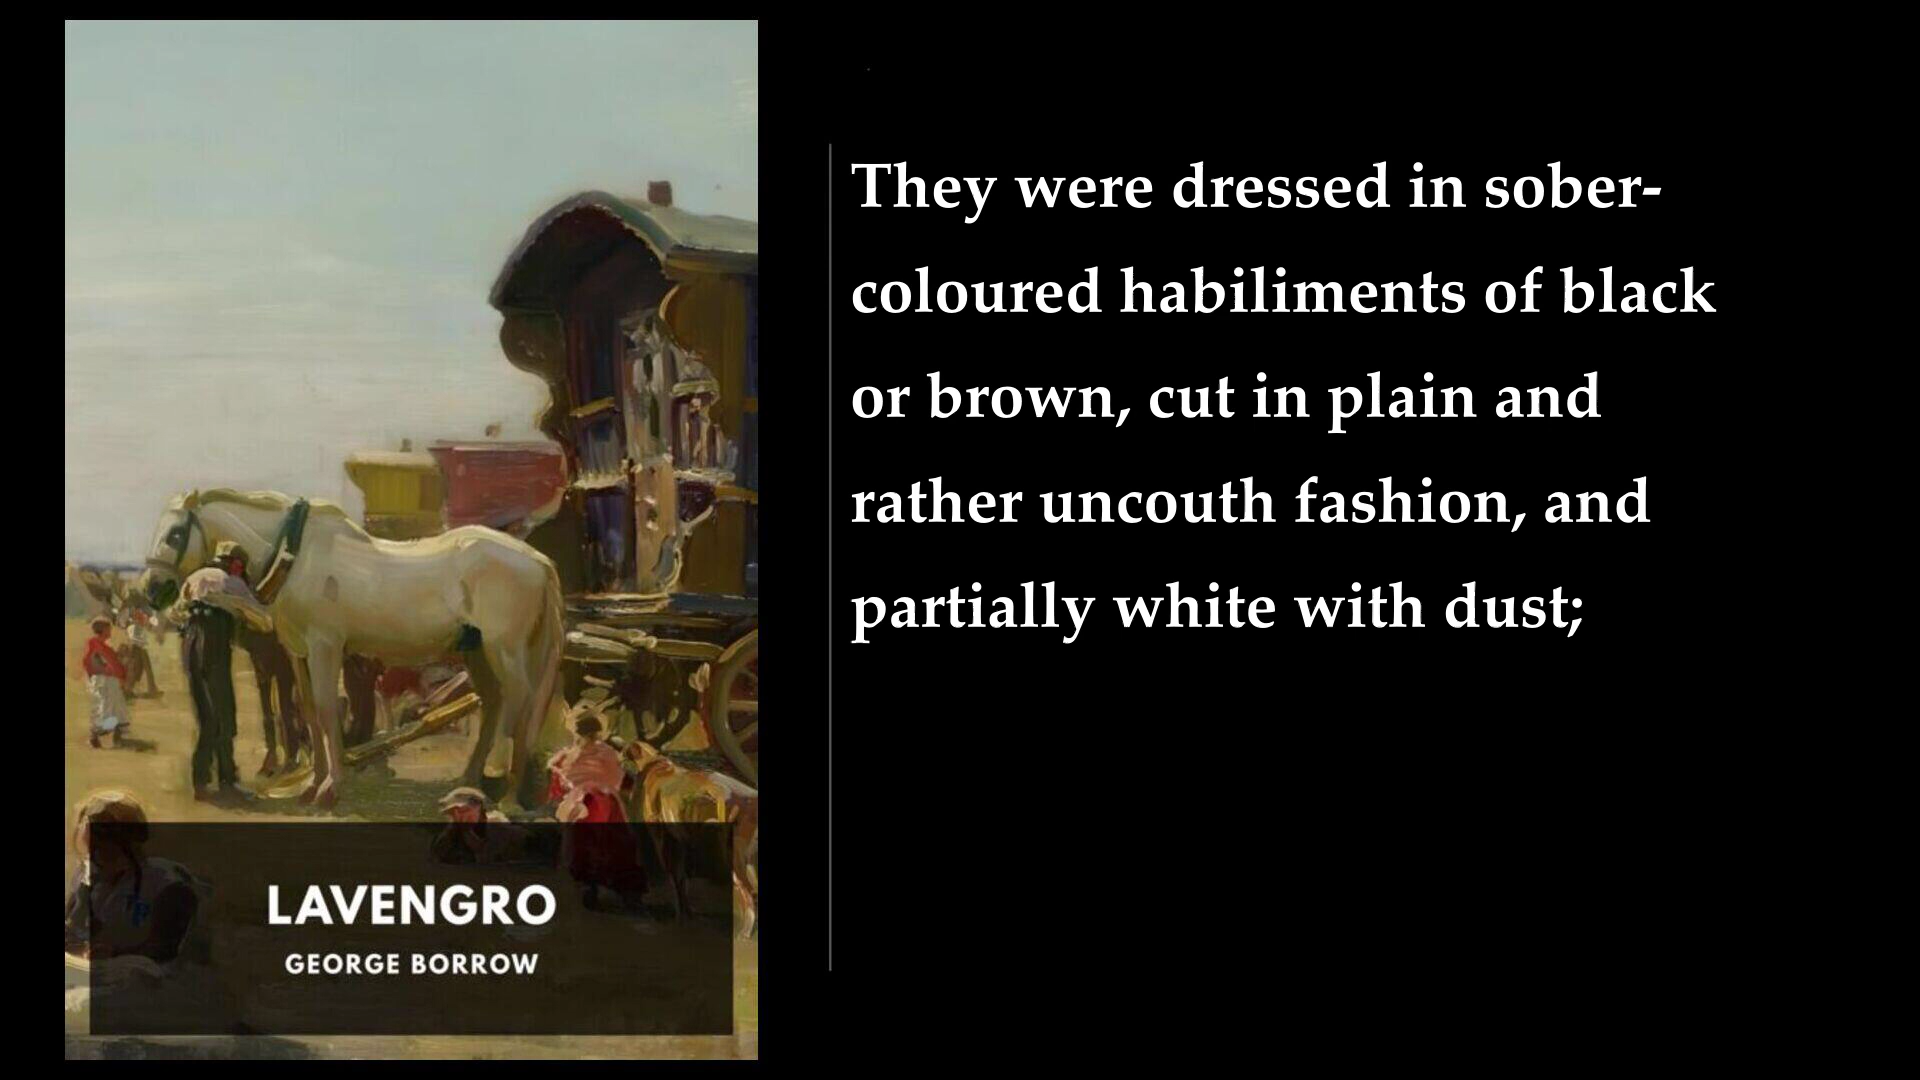 They were dressed in sober-
coloured habiliments of black
or brown, cut in plain and
rather uncouth fashion, and
partially white with dust;
LAVENGRO
GEORGE BORROW